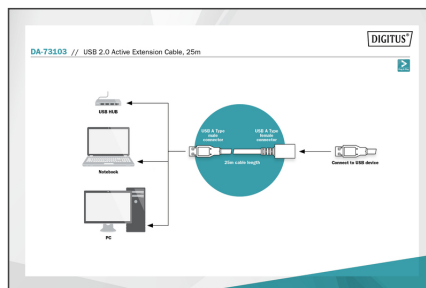 DIGITUS®
DA-73103 // USB 2.0 Active Extension Cable, 25m
USB HUB
USB A Type
male
connector
USB A Type
female
connector
25m cable length
Notebook
Connect to USB device
PC